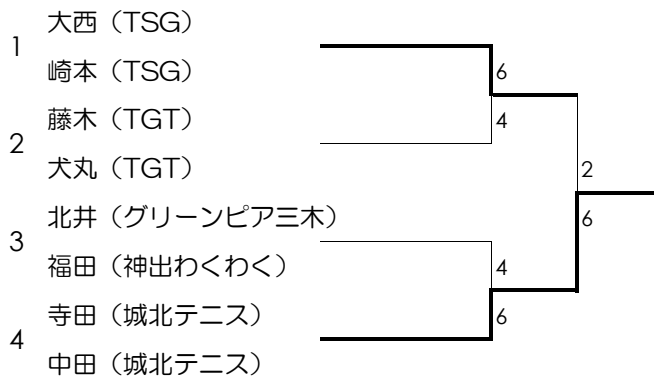 1
大西（TSG）
崎本（TSG）
2
藤木（TGT）
犬丸（TGT）
3
北井（グリーンピア三木）
福田（神出わくわく）
4
寺田（城北テニス）
中田（城北テニス）
6
4
4
6
2
6